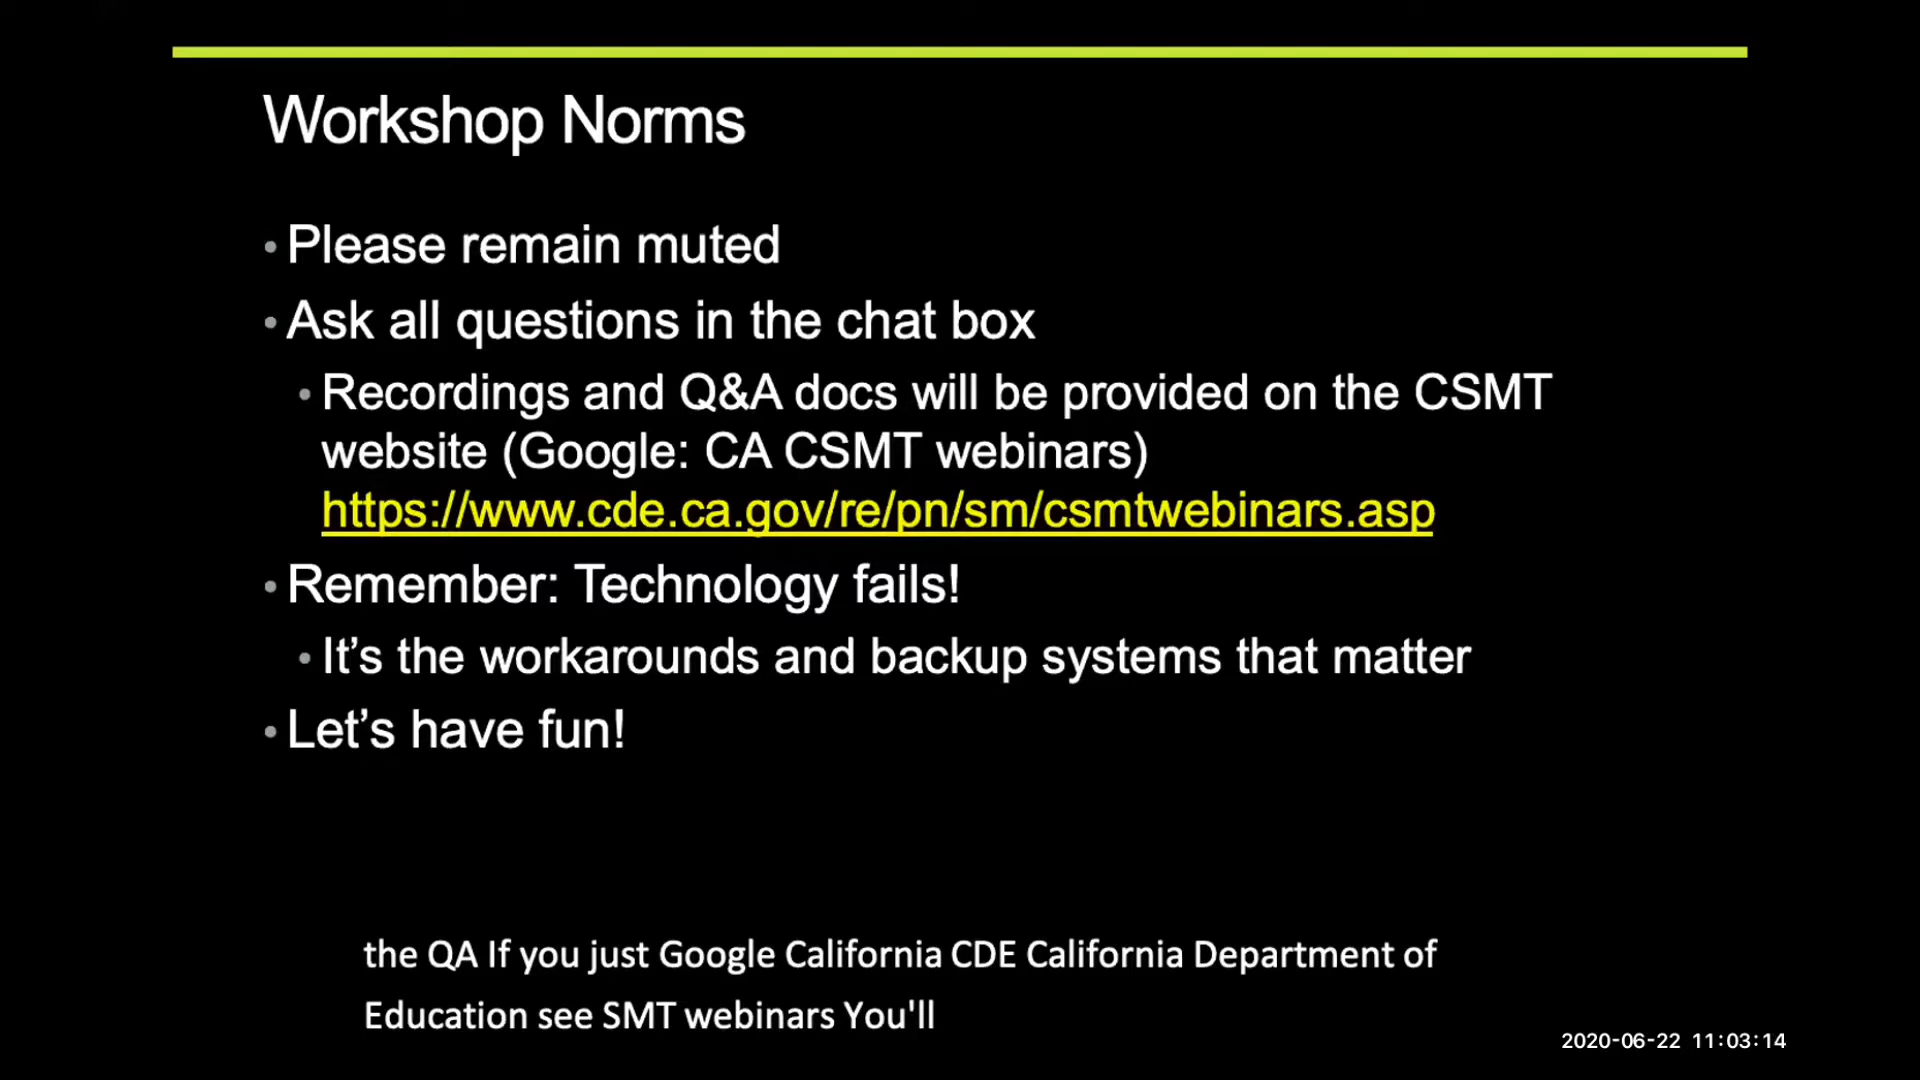 Workshop Norms
• Please remain muted
• Ask all questions in the chat box
• Recordings and Q&A docs will be provided on the CSMT
website (Google: CA CSMT webinars)
https://www.cde.ca.gov/re/pn/sm/csmtwebinars.asp
• Remember: Technology fails!
• It’s the workarounds and backup systems that matter
• Let’s have fun!
the QA If you just Google California CDE California Department of
Education see SMT webinars You'll
2020-06-22 11:03:14